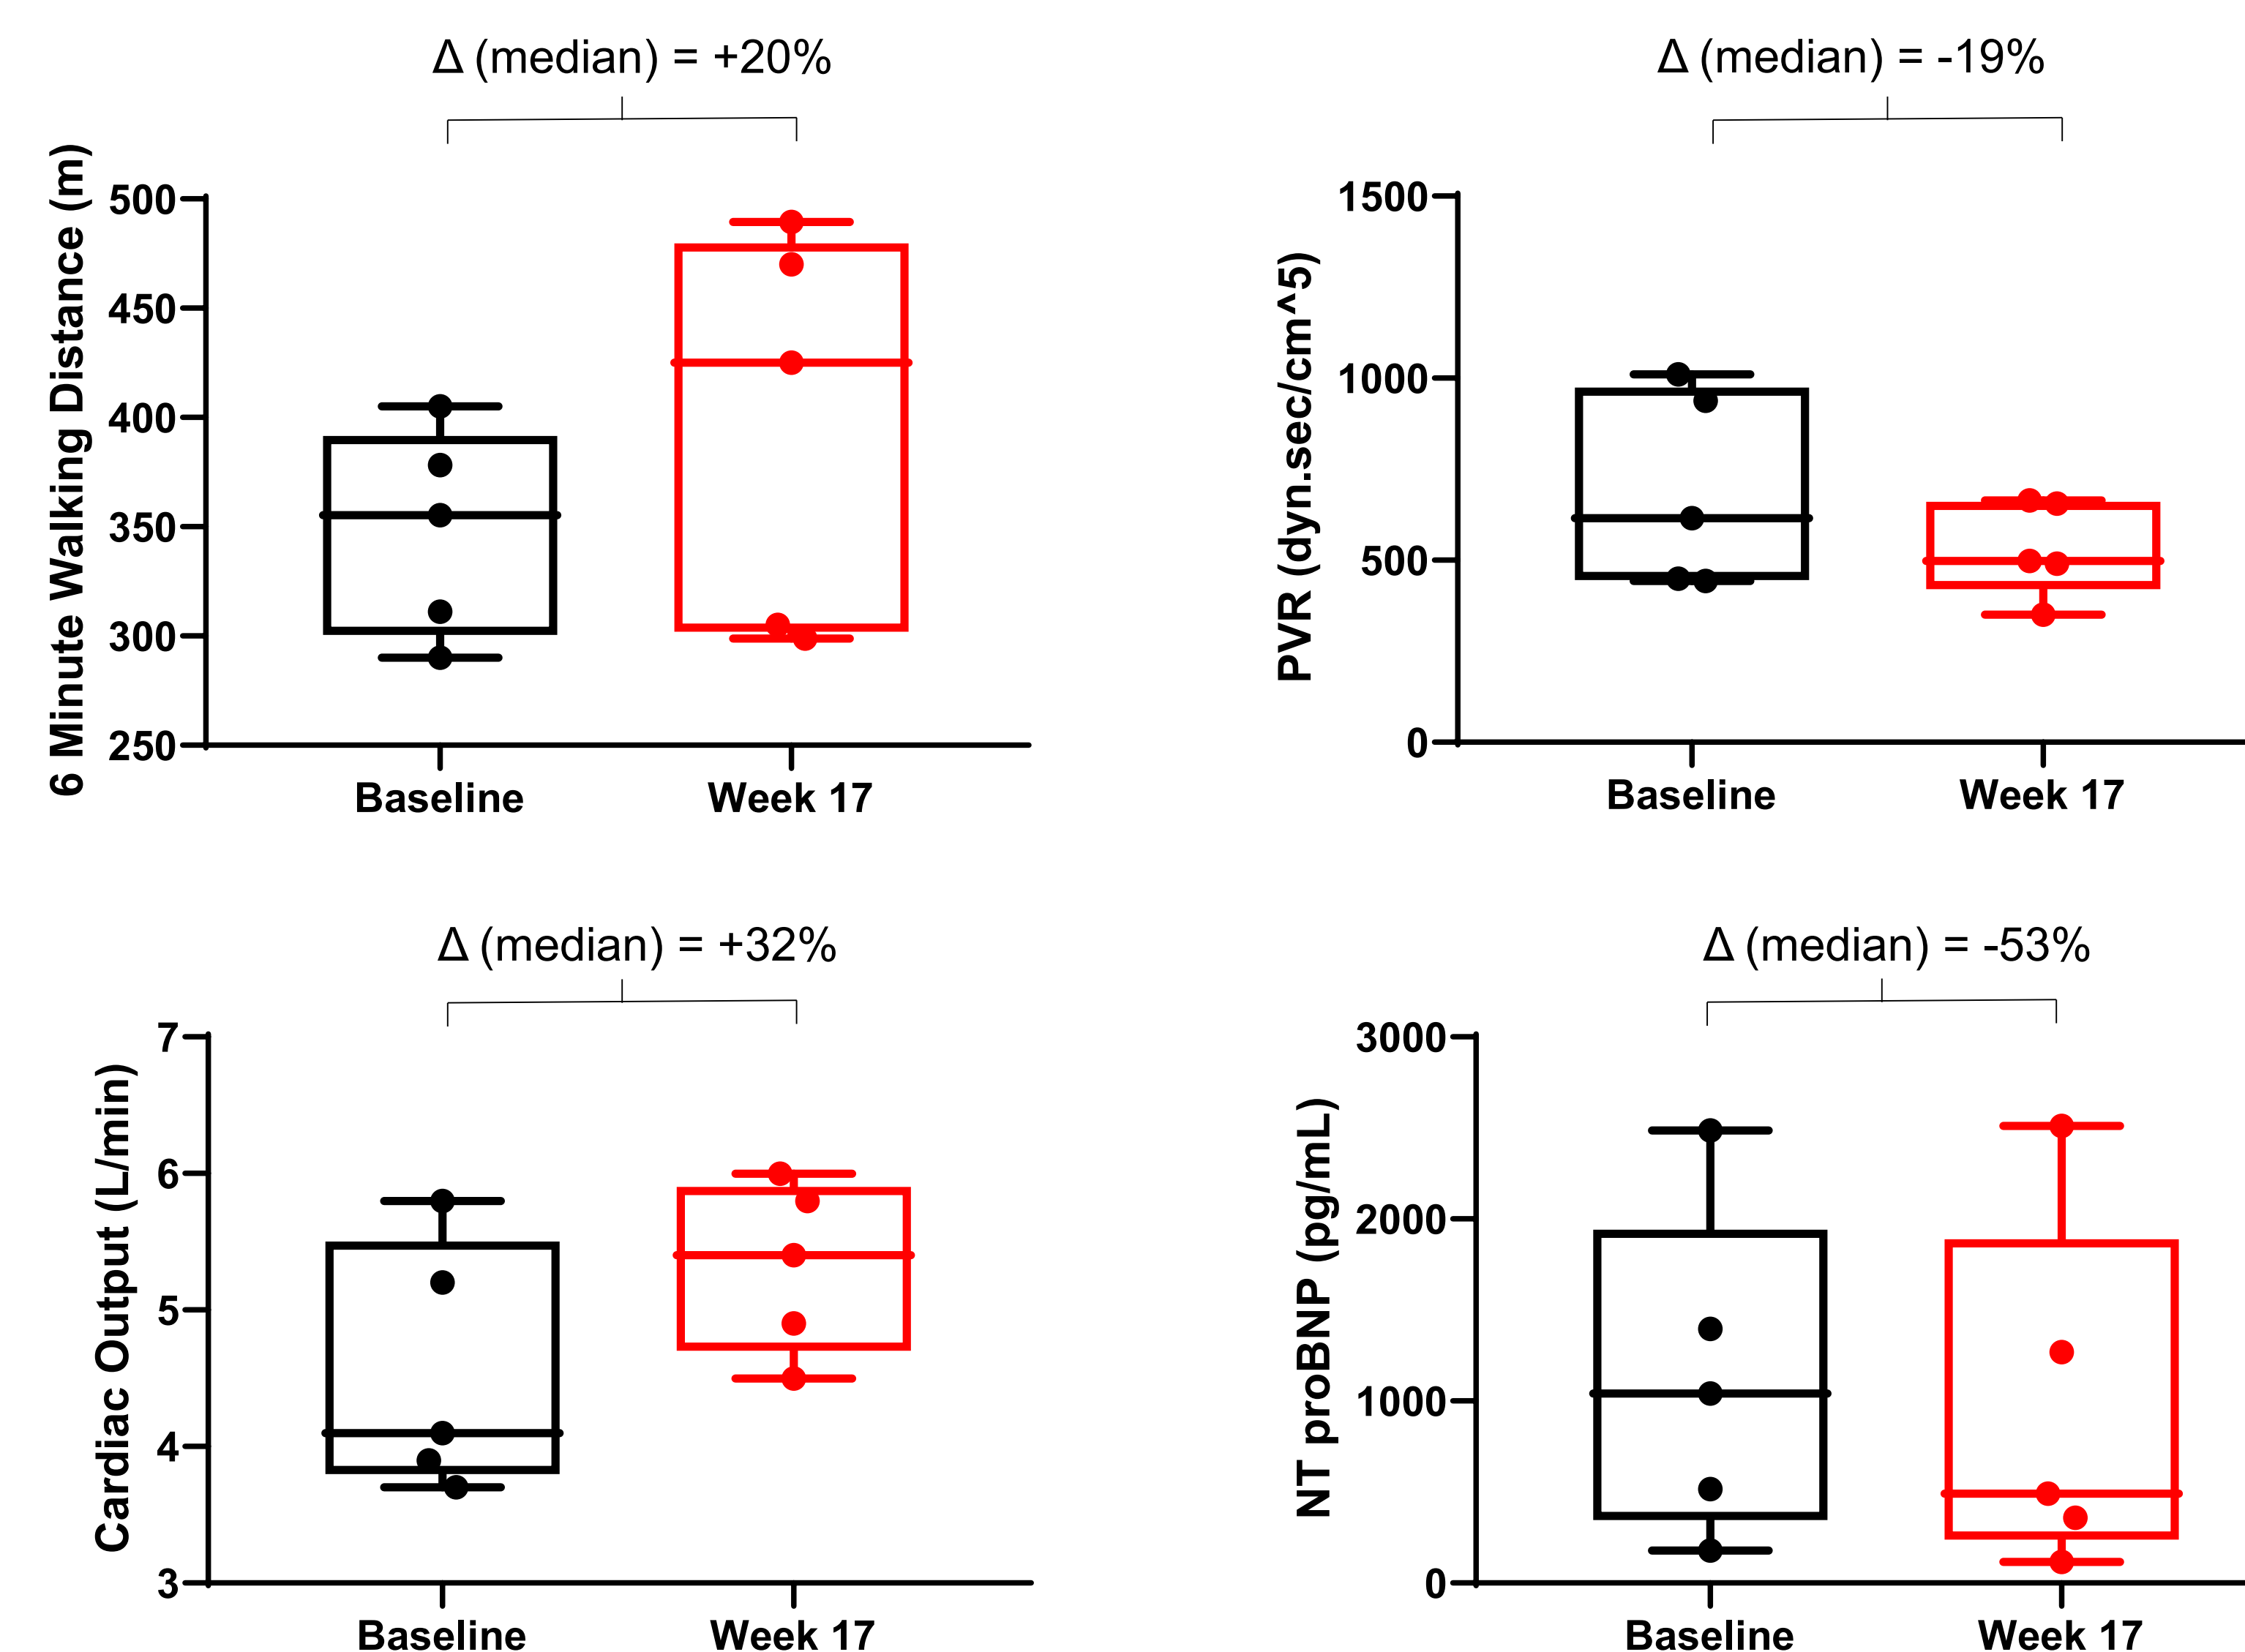 Δ (median) = +20%
6 Minute Walking Distance (m)
500
450
400
350
300
250
Baseline Week 17
Δ (median) = -19%
PVR (dyn.sec/cm^5)
1500
1000
500
0
Baseline Week 17
Δ (median) = +32%
Cardiac Output (L/min)
7
6
5
4
3
Baseline Week 17
Δ (median) = -53%
NT proBNP (pg/mL)
3000
2000
1000
0
Baseline Week 17